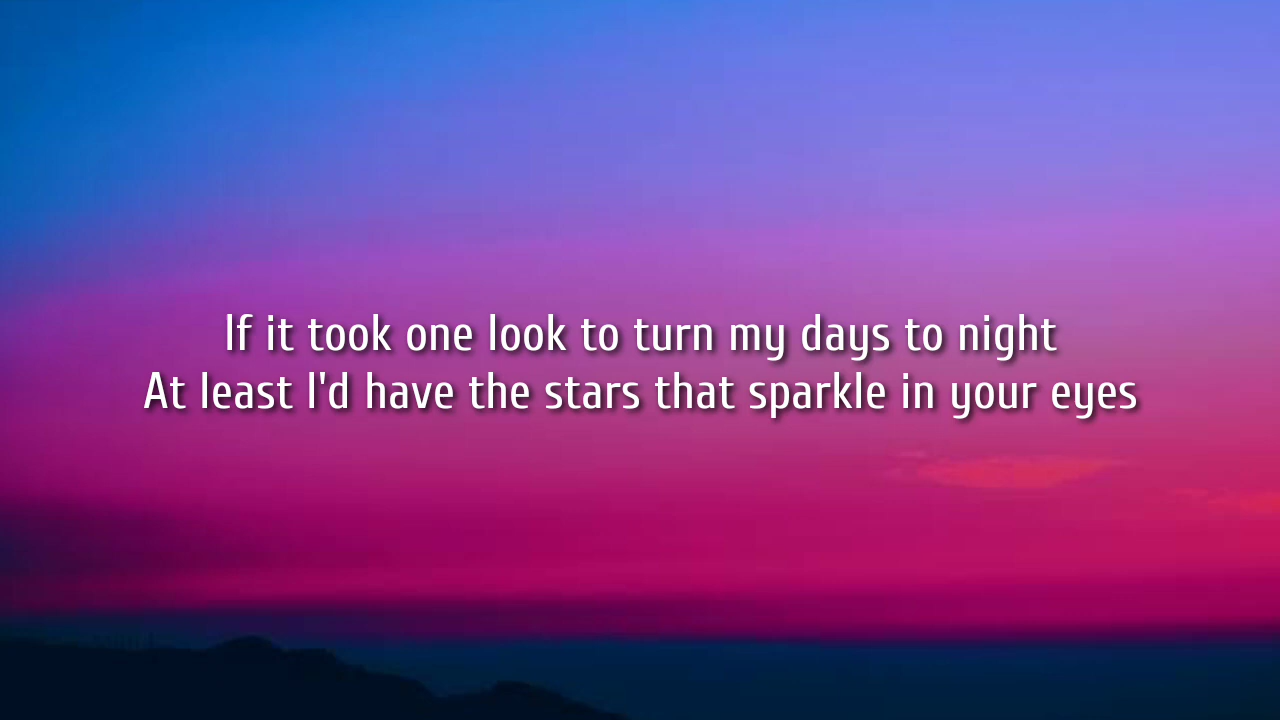 If it took one look to turn my days to night
At least I'd have the stars that sparkle in your eyes